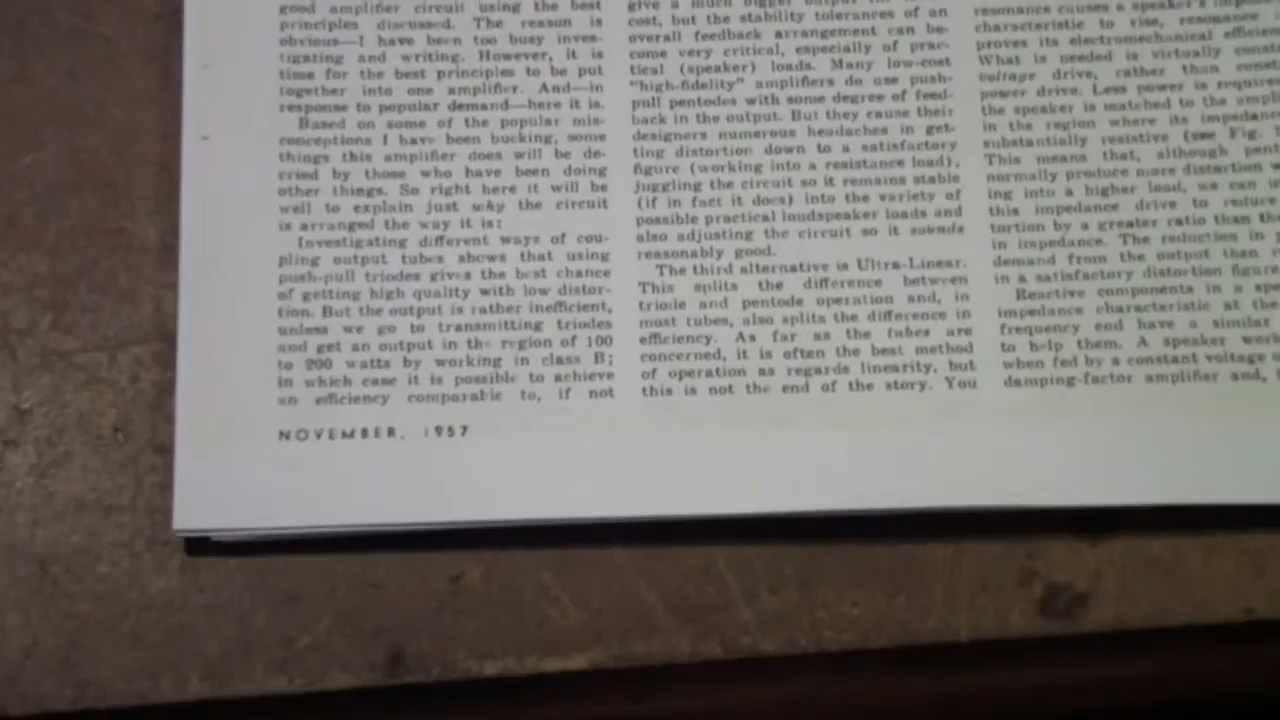 good amplifier circuit using the best
principles discussed. The reason is
obvious—I have been too busy inves-
tigating and writing. However, it is
time for the best principles to be put
together into one amplifier. And—in
response to popular demand—here it is.
Based on some of the popular mis-
conceptions I have been bucking, some
things this amplifier does will be de-
cried by those who have been doing
other things. So right here it will be
well to explain just why the circuit
is arranged the way it is:
Investigating different ways of cou-
pling output tubes shows that using
push-pull triodes gives the best chance
of getting high quality with low distor-
tion. But the output is rather inefficient,
unless we go to transmitting triodes
and get an output in the region of 100
to 200 watts by working in class B;
in which case it is possible to achieve
an efficiency comparable to, if not
NOVEMBER, 1957
give a much bigger output
cost, but the stability tolerances of an
overall feedback arrangement can be-
come very critical, especially of prac-
tical (speaker) loads. Many low-cost
"high-fidelity" amplifiers do use push-
pull pentodes with some degree of feed-
back in the output. But they cause their
designers numerous headaches in get-
ting distortion down to a satisfactory
figure (working into a resistance load),
juggling the circuit so it remains stable
(if in fact it does) into the variety of
possible practical loudspeaker loads and
also adjusting the circuit so it sounds
reasonably good.
The third alternative is Ultra-Linear.
This splits the difference between
triode and pentode operation and, in
most tubes, also splits the difference in
efficiency. As far as the tubes are
concerned, it is often the best method
of operation as regards linearity, but
this is not the end of the story. You
resonance causes a speaker's
characteristic to rise, resonance
proves its electromechanical
What is needed is virtually
voltage drive, rather than
power drive. Less power is
the speaker is matched to the
in the region where its
substantially resistive (see Fig.
This means that, although
normally produce more distortion
ing into a higher load, we can
this impedance drive to reduce
tortion by a greater ratio than
in impedance. The reduction in
demand from the output then
in a satisfactory distortion figure
Reactive components in a
impedance characteristic at the
frequency end have a similar
to help them. A speaker
when fed by a constant voltage
damping-factor amplifier and,